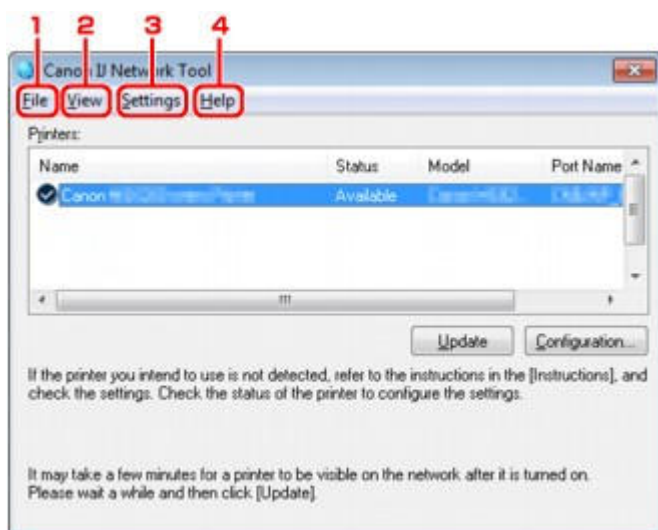 1 2 3 4
Canon IJ Network Tool
File View Settings Help
Printers:
Name Status Model Port Name
Canon Available
Update Configuration...
If the printer you intend to use is not detected, refer to the instructions in the [Instructions], and
check the settings. Check the status of the printer to configure the settings.
It may take a few minutes for a printer to be visible on the network after it is turned on.
Please wait a while and then click [Update].